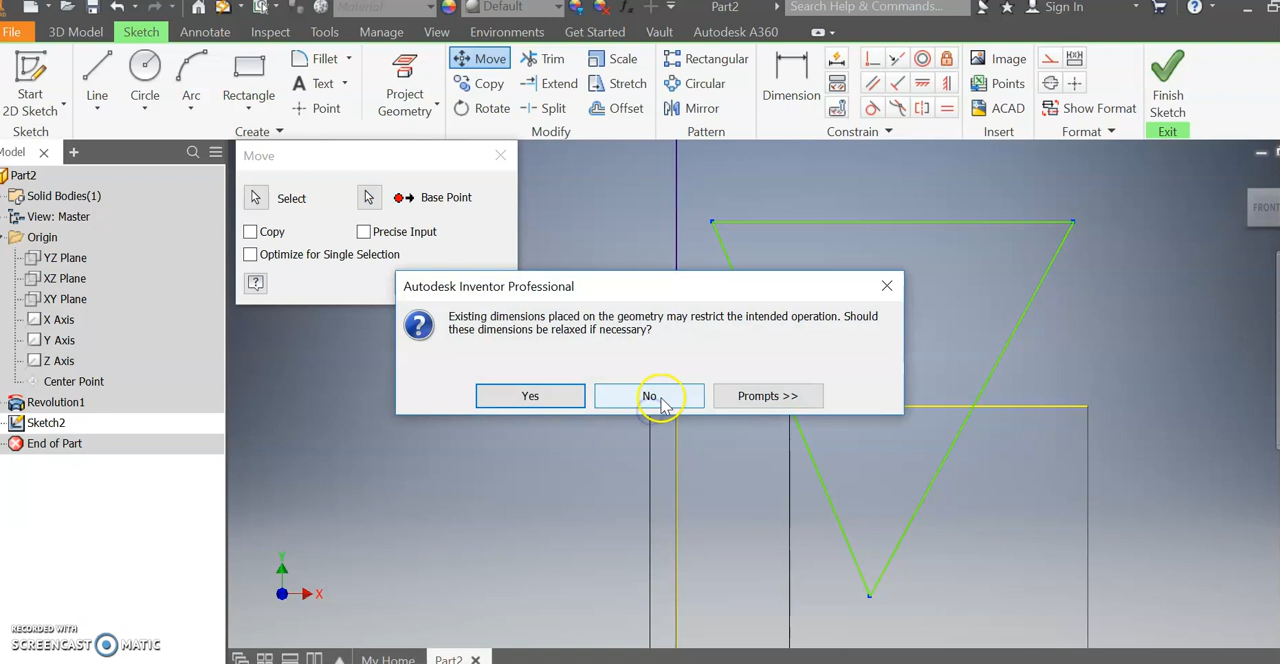 Material
Default
Part2
Search Help & Commands...
Sign In
File
3D Model
Sketch
Annotate
Inspect
Tools
Manage
View
Environments
Get Started
Vault
Autodesk A360
Start
2D Sketch
Line
Circle
Arc
Rectangle
Fillet
Text
Point
Project
Geometry
Move
Copy
Rotate
Trim
Extend
Split
Scale
Stretch
Offset
Rectangular
Circular
Mirror
Dimension
Image
Points
ACAD
Show Format
Finish
Sketch
Sketch
Create
Modify
Pattern
Constrain
Insert
Format
Exit
Model
Part2
Solid Bodies(1)
View: Master
Origin
YZ Plane
XZ Plane
XY Plane
X Axis
Y Axis
Z Axis
Center Point
Revolution1
Sketch2
End of Part
Move
Select
Base Point
Copy
Precise Input
Optimize for Single Selection
Autodesk Inventor Professional
Existing dimensions placed on the geometry may restrict the intended operation. Should
these dimensions be relaxed if necessary?
Yes
No
Prompts >>
FRONT
Y
X
RECORDED WITH
SCREENCAST MATIC
My Home
Part2